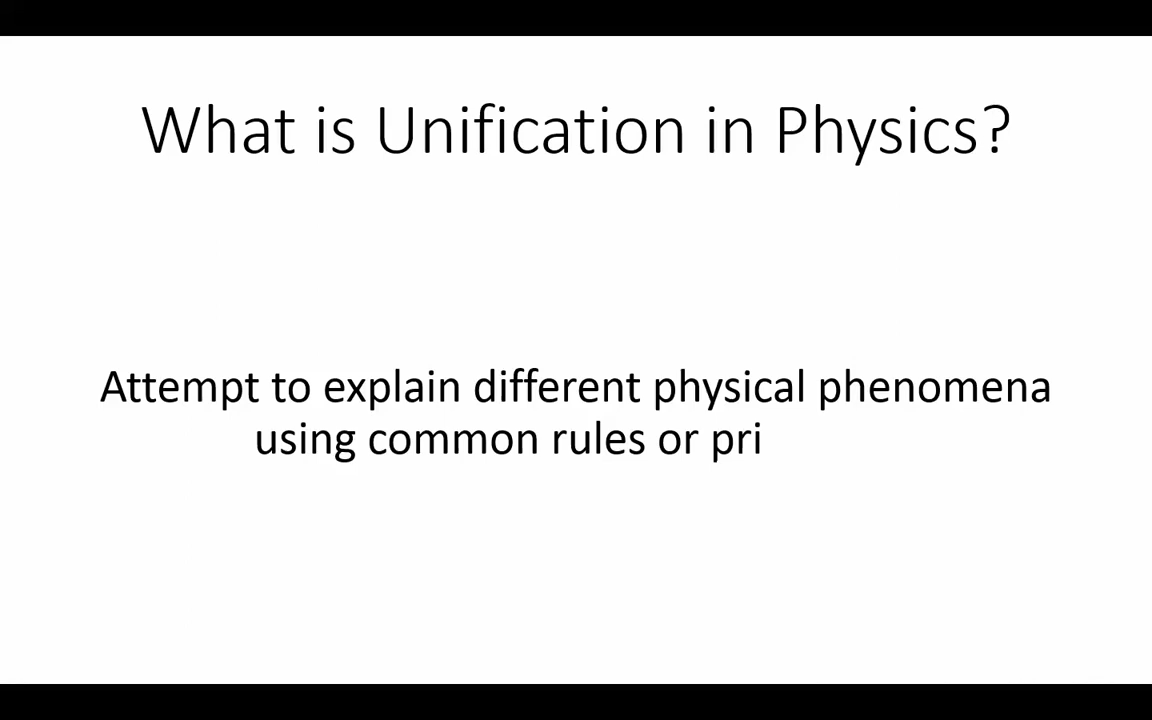 What is Unification in Physics?
Attempt to explain different physical phenomena
using common rules or pri